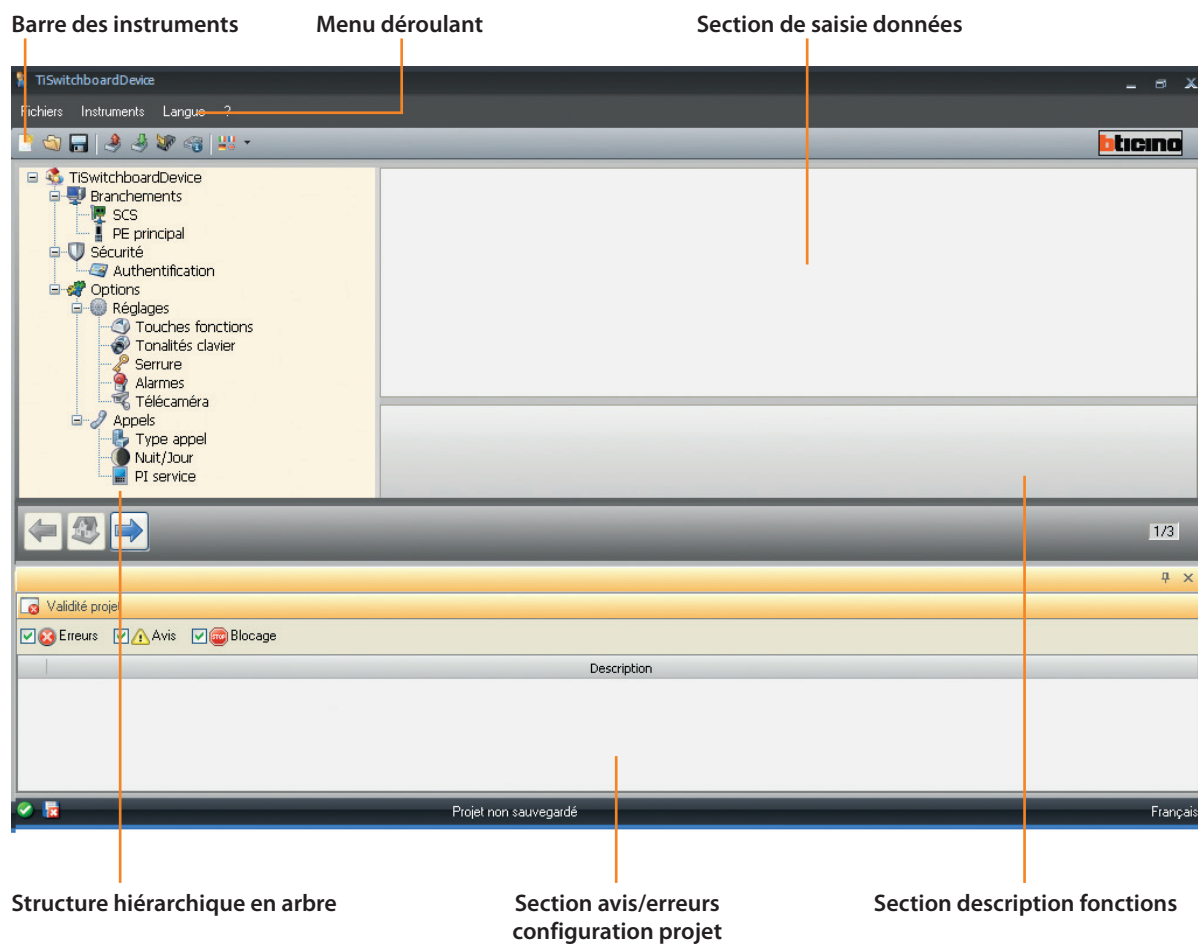 Barre des instruments
Menu déroulant
Section de saisie données
TiSwitchboardDevice
Fichiers Instruments Langue ?
bticino
TiSwitchboardDevice
Branchements
SCS
PE principal
Sécurité
Authentification
Options
Réglages
Touches fonctions
Tonalités clavier
Serrure
Alarmes
Télécaméra
Appels
Type appel
Nuit/Jour
PI service
1/3
Validité projet
Erreurs Avis STOP Blocage
Description
Projet non sauvegardé
Français
Structure hiérarchique en arbre
Section avis/erreurs
configuration projet
Section description fonctions